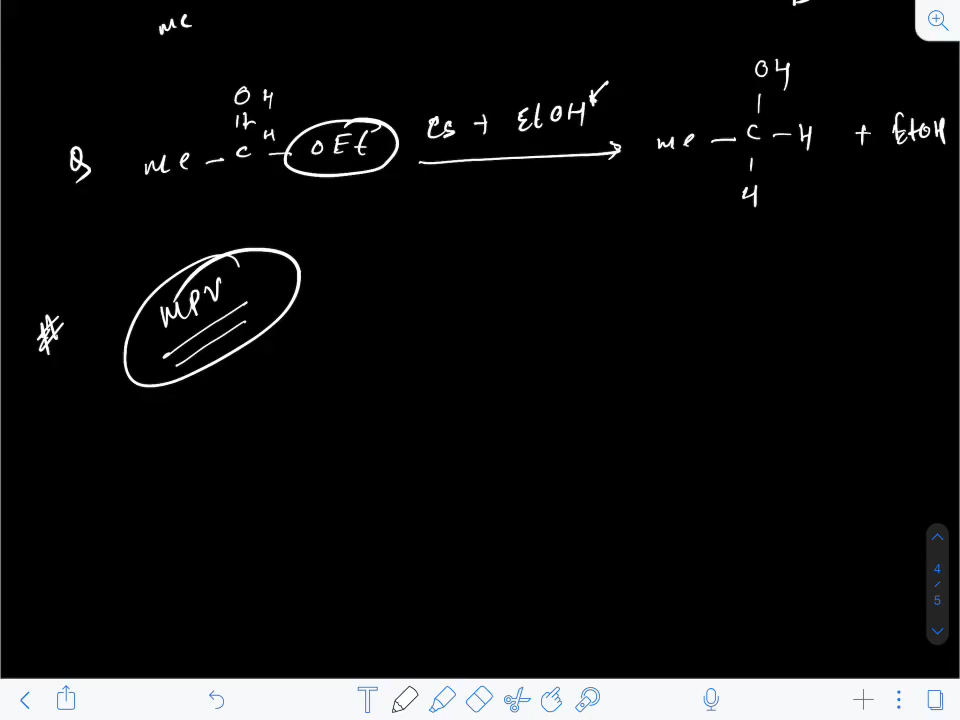 me
OH
H
Q me - C - OEt Cs + EtOH → me - C - H + EtOH
OH
H
# MPV
4
/
5